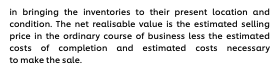 in bringing the inventories to their present location and
condition. The net realisable value is the estimated selling
price in the ordinary course of business less the estimated
costs of completion and estimated costs necessary
to make the sale.